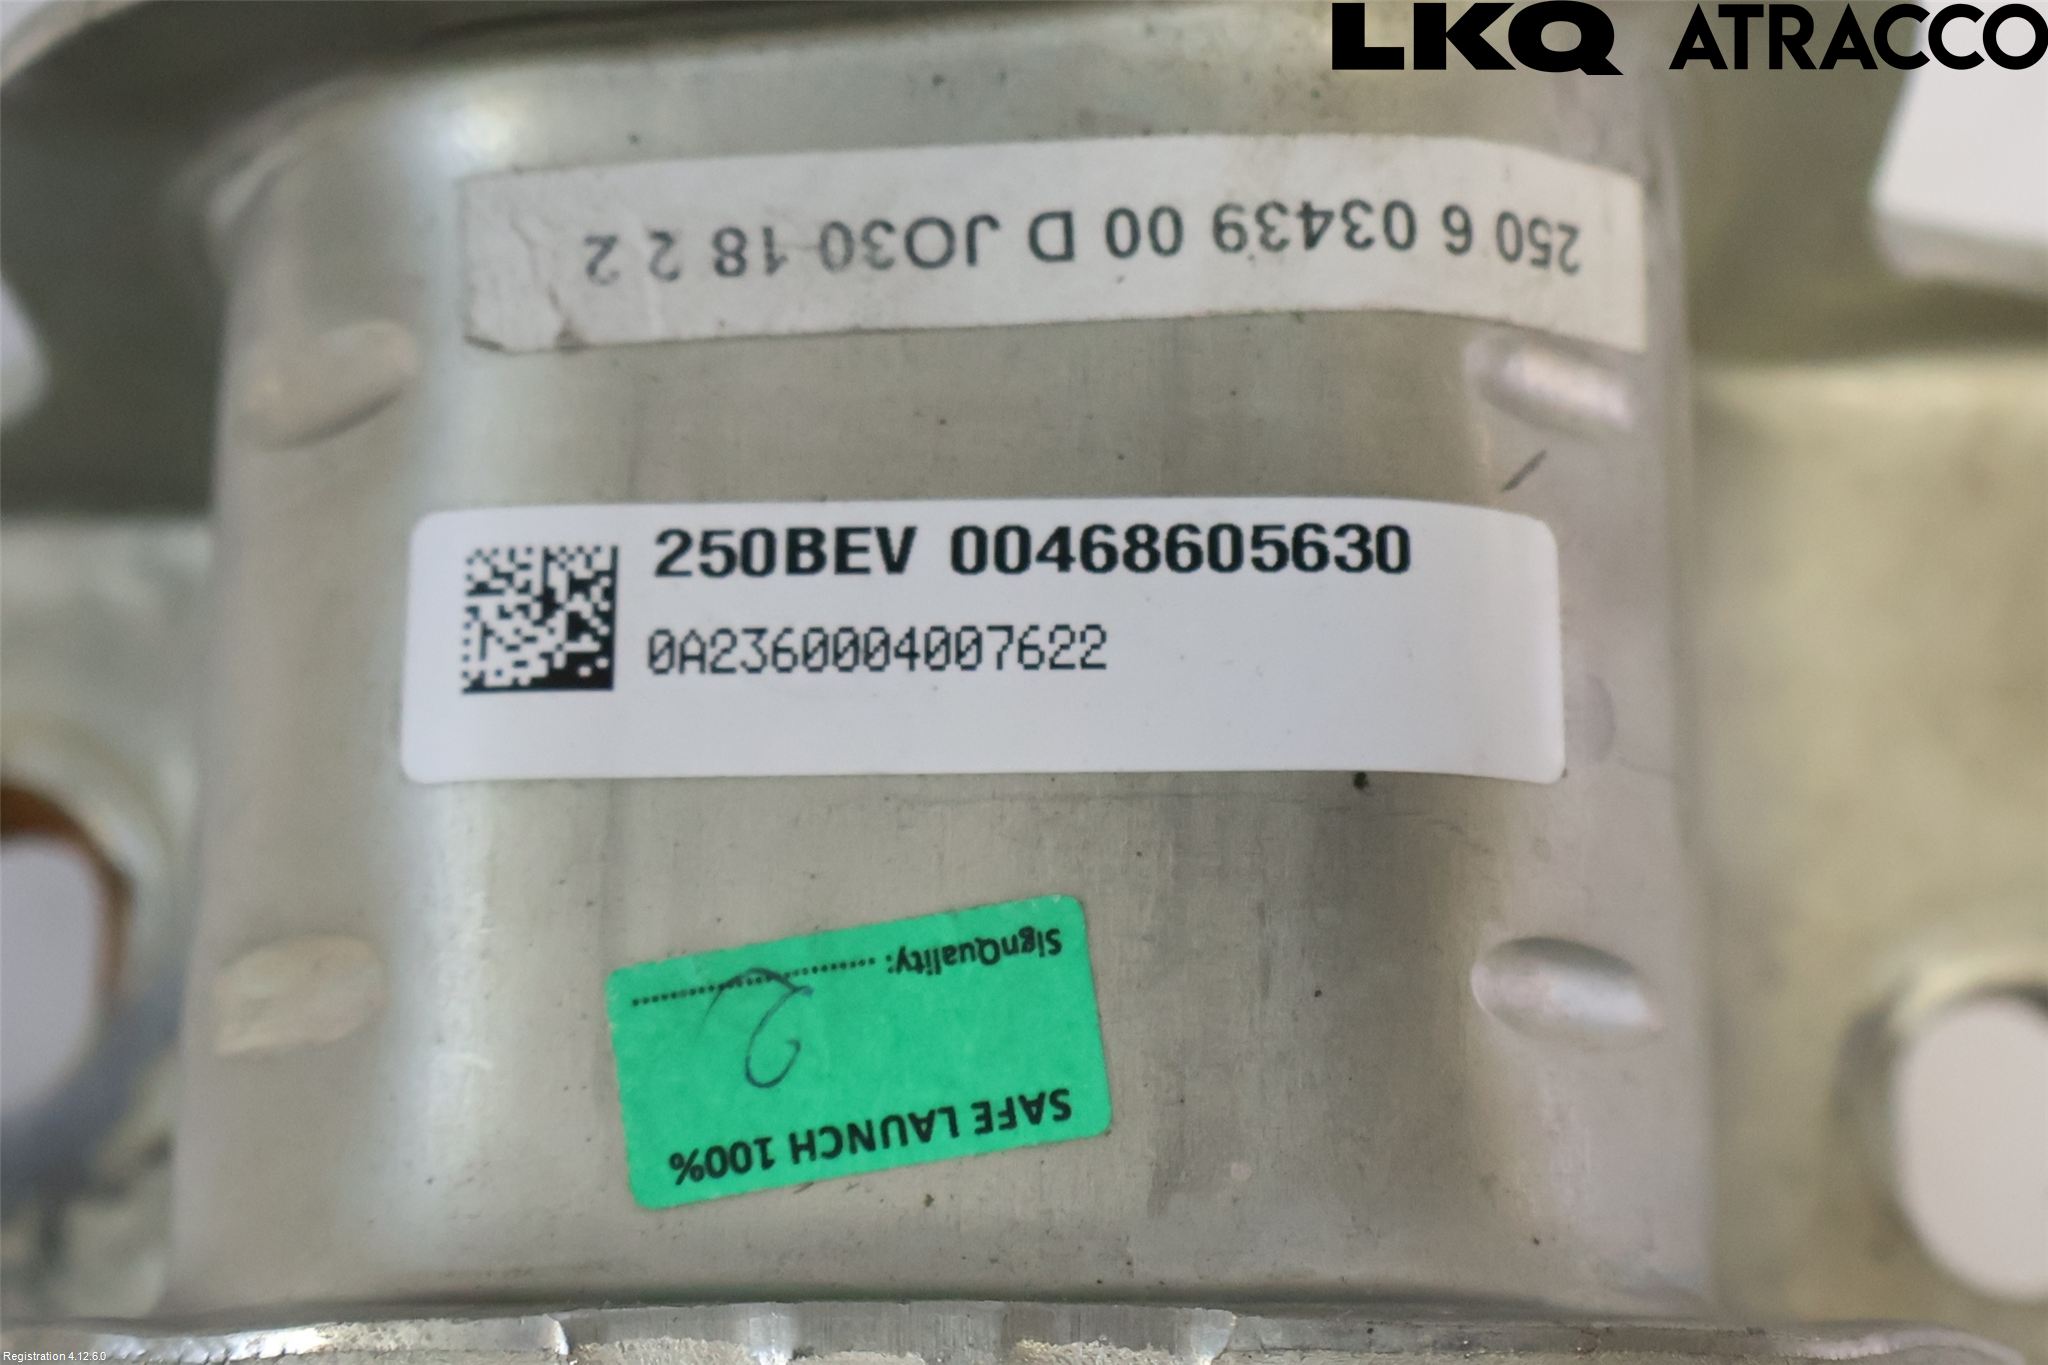 LKQ ATRACCO
250 6 03439 00 D JO30 18 2 2
250BEV 00468605630
0A2360004007622
SAFE LAUNCH 100%
SignQuality:
Registration 4.12.6.0